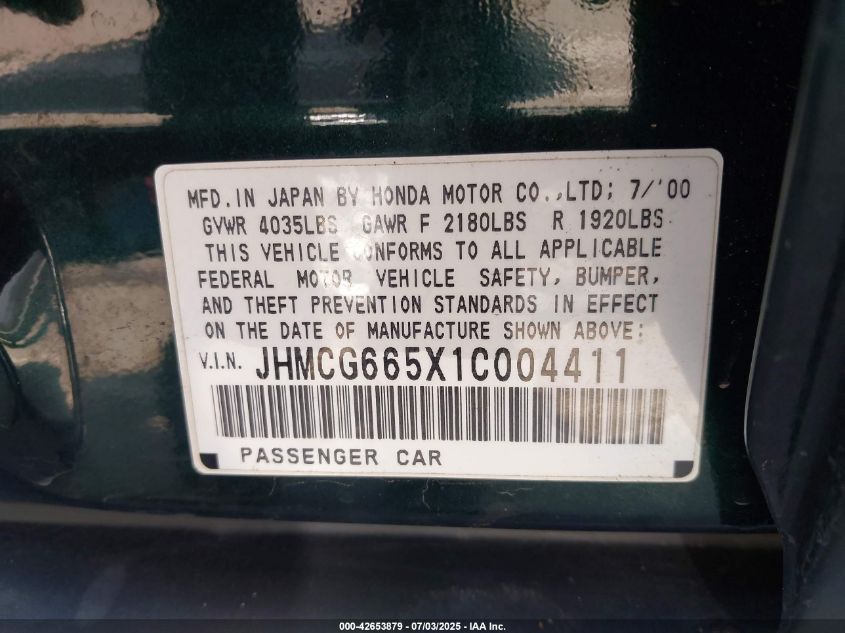 MFD. IN JAPAN BY HONDA MOTOR CO.,LTD; 7/'00
GVWR 4035LBS GAWR F 2180LBS R 1920LBS
THIS VEHICLE CONFORMS TO ALL APPLICABLE
FEDERAL MOTOR VEHICLE SAFETY, BUMPER,
AND THEFT PREVENTION STANDARDS IN EFFECT
ON THE DATE OF MANUFACTURE SHOWN ABOVE:
V.I.N. JHMCG665X1C004411
PASSENGER CAR
000-42653879 - 07/03/2025 - IAA Inc.